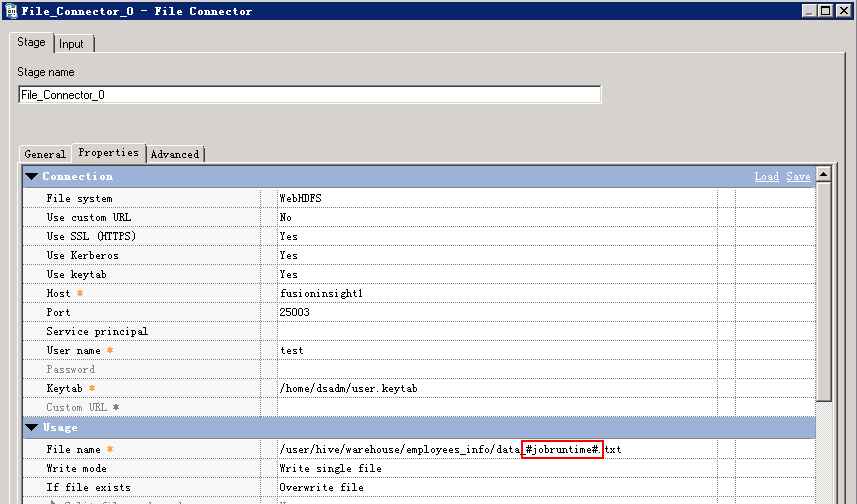 File_Connector_0 - File Connector
Stage Input
Stage name
File_Connector_0
General Properties Advanced
Connection Load Save
File system WebHDFS
Use custom URL No
Use SSL (HTTPS) Yes
Use Kerberos Yes
Use keytab Yes
Host * fusioninsight1
Port 25003
Service principal
User name * test
Password
Keytab * /home/dsadm/user.keytab
Custom URL *
Usage
File name * /user/hive/warehouse/employees_info/data_#jobruntime#.txt
Write mode Write single file
If file exists Overwrite file